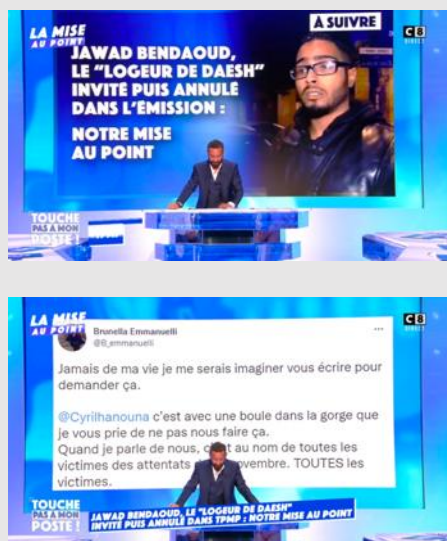 LA MISE
AU POINT
À SUIVRE
C8
DIRECT
JAWAD BENDAOUD,
LE "LOGEUR DE DAESH"
INVITÉ PUIS ANNULÉ
DANS L'ÉMISSION :
NOTRE MISE
AU POINT
TOUCHE
PAS À MON
POSTE !
LA MISE
AU POINT
C8
DIRECT
Brunella Emmanuelli
@B_emmanuelli
Jamais de ma vie je me serais imaginer vous écrire pour
demander ça.
@Cyrilhanouna c'est avec une boule dans la gorge que
je vous prie de ne pas nous faire ça.
Quand je parle de nous, au nom de toutes les
victimes des attentats TOUTES les
victimes.
TOUCHE
PAS À MON
POSTE !
JAWAD BENDAOUD, LE "LOGEUR DE DAESH"
INVITÉ PUIS ANNULÉ DANS TPMP : NOTRE MISE AU POINT